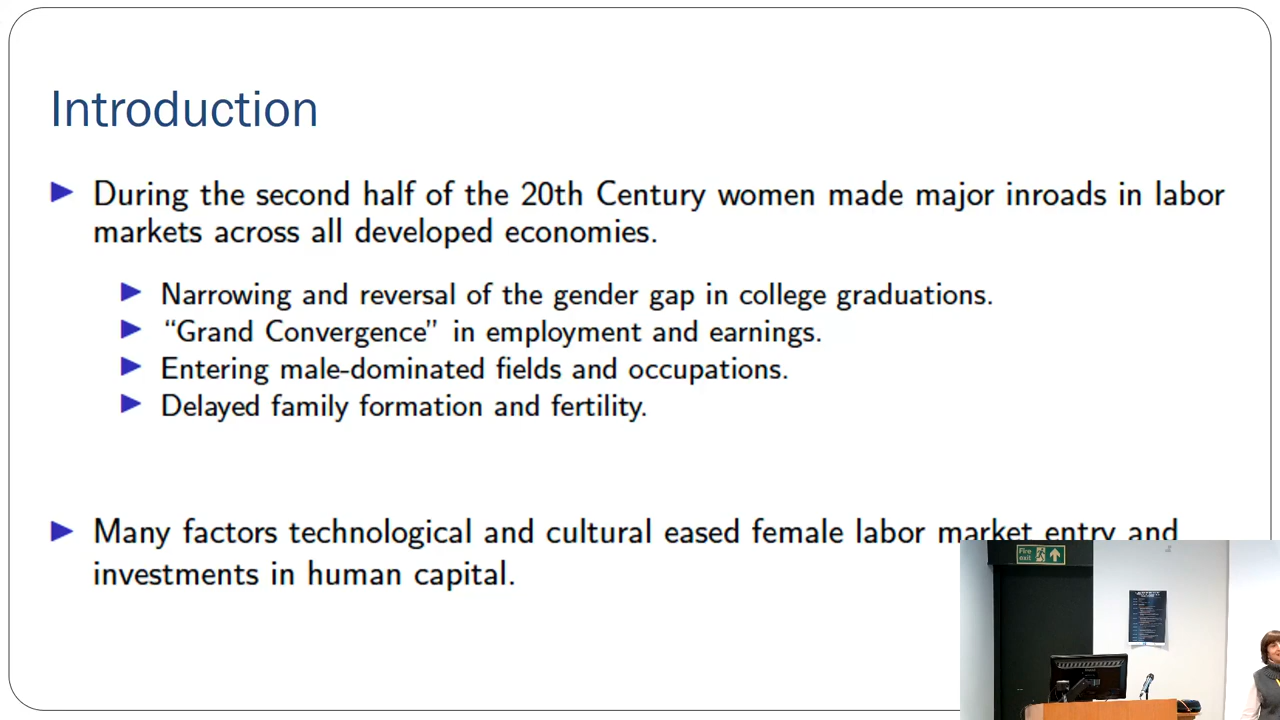 Introduction
During the second half of the 20th Century women made major inroads in labor
markets across all developed economies.
Narrowing and reversal of the gender gap in college graduations.
“Grand Convergence” in employment and earnings.
Entering male-dominated fields and occupations.
Delayed family formation and fertility.
Many factors technological and cultural eased female labor market entry and
investments in human capital.
Fire
exit